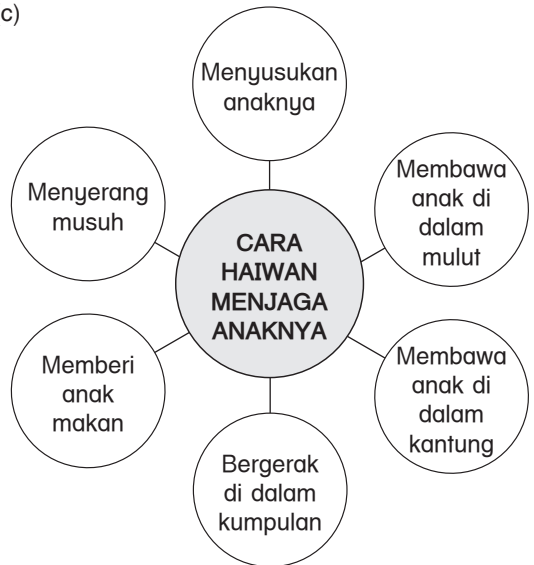 c)
Menyusukan
anaknya
Menyerang
musuh
Membawa
anak di
dalam
mulut
CARA
HAIWAN
MENJAGA
ANAKNYA
Memberi
anak
makan
Membawa
anak di
dalam
kantung
Bergerak
di dalam
kumpulan